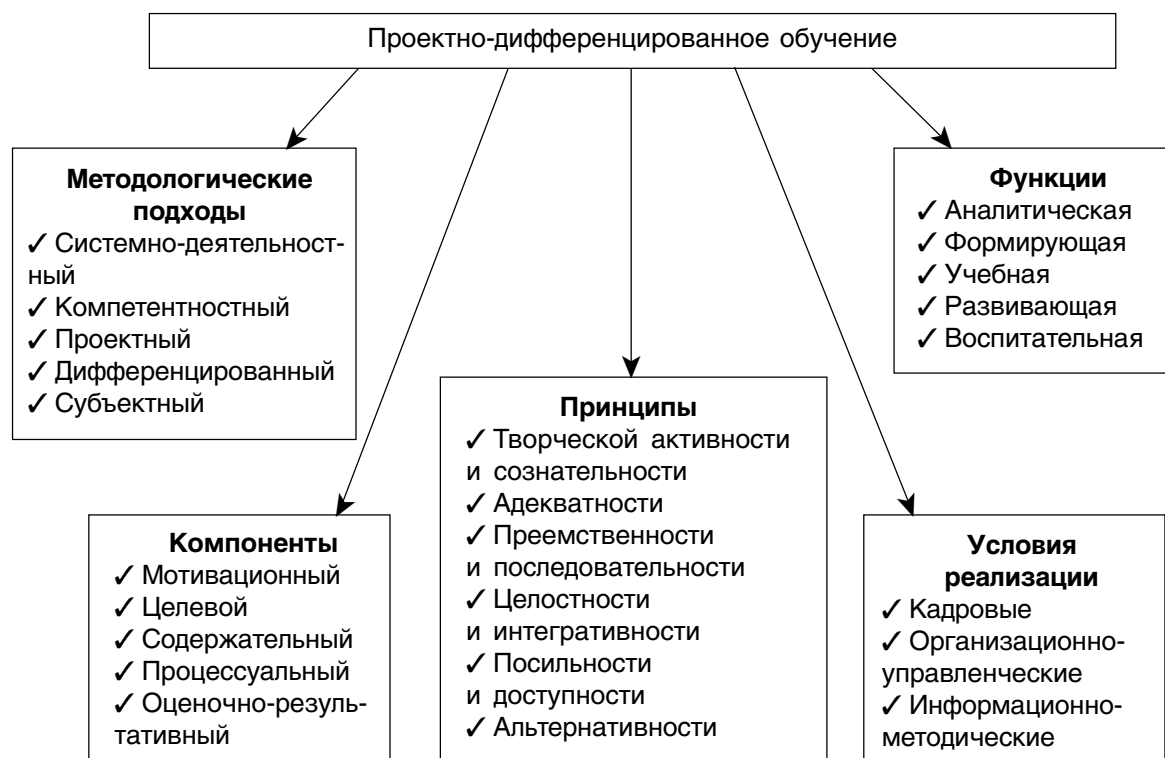 Проектно-дифференцированное обучение
Методологические
подходы
✓ Системно-деятельност-
ный
✓ Компетентностный
✓ Проектный
✓ Дифференцированный
✓ Субъектный
Функции
✓ Аналитическая
✓ Формирующая
✓ Учебная
✓ Развивающая
✓ Воспитательная
Компоненты
✓ Мотивационный
✓ Целевой
✓ Содержательный
✓ Процессуальный
✓ Оценочно-резуль-
тативный
Принципы
✓ Творческой активности
и сознательности
✓ Адекватности
✓ Преемственности
и последовательности
✓ Целостности
и интегративности
✓ Посильности
и доступности
✓ Альтернативности
Условия
реализации
✓ Кадровые
✓ Организационно-
управленческие
✓ Информационно-
методические